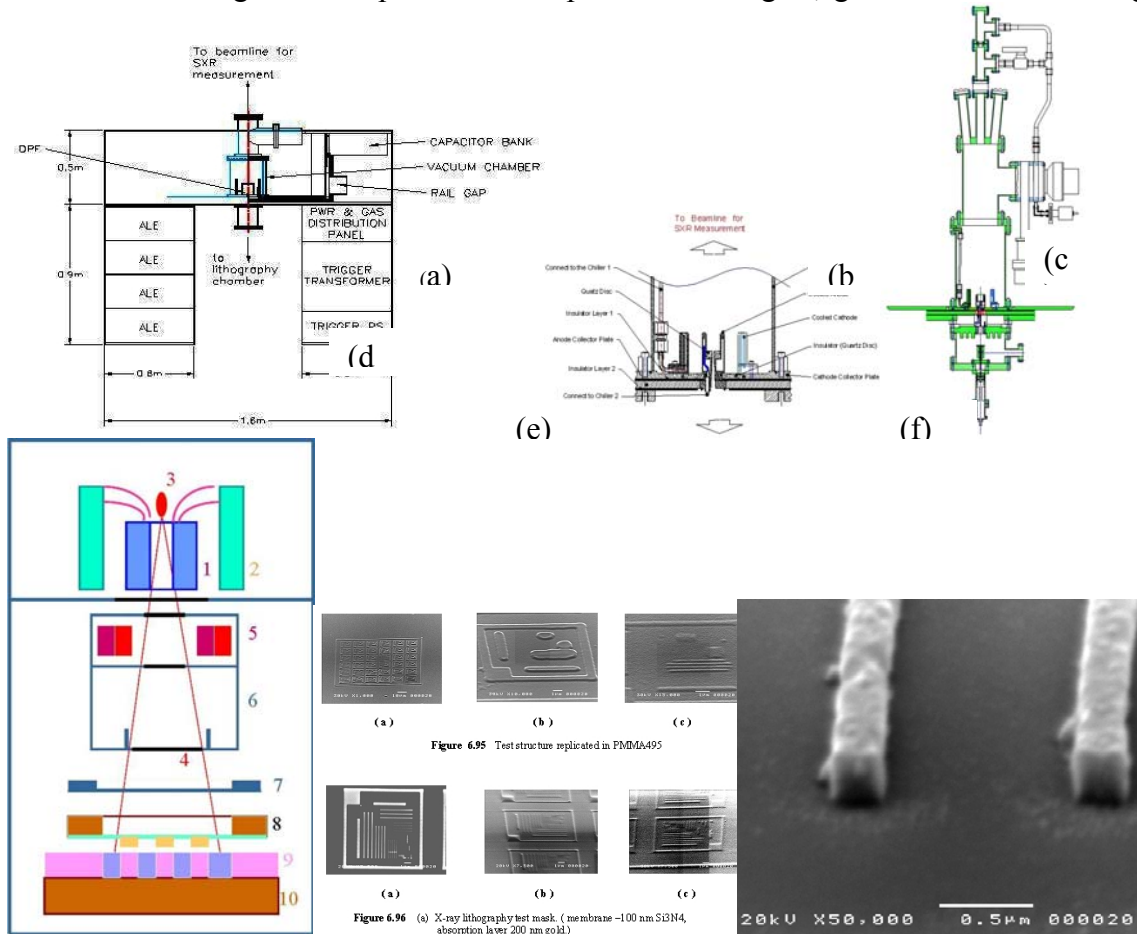 To beamline for
SXR
measurement
DPF
CAPACITOR BANK
VACUUM CHAMBER
RAIL GAP
0.5m
0.9m
ALE
ALE
ALE
ALE
PWR & GAS
DISTRIBUTION
PANEL
TRIGGER
TRANSFORMER
to
lithography
chamber
(a)
(d)
1.6m
To Beamline for
SXR Measurement
Connect to the Chiller 1
Quartz Disc
Insulator Layer 1
Anode Collector Plate
Insulator Layer 2
Connect to Chiller 2
Cooled Cathode
Insulator (Quartz Disc)
Cathode Collector Plate
(b)
(c
(e)
(f)
3
1
2
5
6
4
7
8
9
10
(a)
(b)
(c)
Figure 6.95 Test structure replicated in PMMA495
(a)
(b)
(c)
Figure 6.96 (a) X-ray lithography test mask. ( membrane –100 nm Si3N4,
absorption layer 200 nm gold.)
20kV X50,000 0.5µm 000020